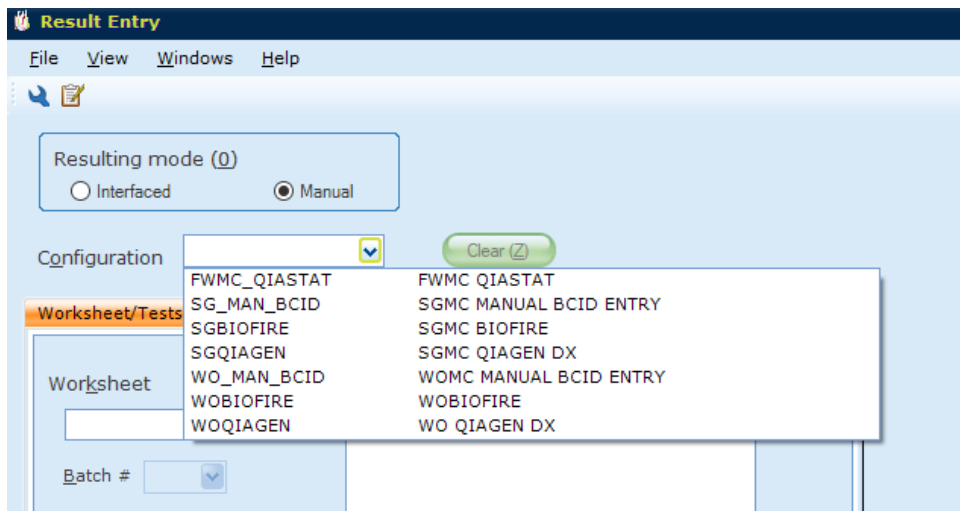 Result Entry
File View Windows Help
Resulting mode (0)
Interfaced Manual
Configuration Clear (Z)
FWMC_QIASTAT FWMC QIASTAT
SG_MAN_BCID SGMC MANUAL BCID ENTRY
Worksheet/Tests
SGBIOFIRE SGMC BIOFIRE
SGQIAGEN SGMC QIAGEN DX
Worksheet
WO_MAN_BCID WOMC MANUAL BCID ENTRY
WOBIOFIRE WOBIOFIRE
WOQIAGEN WO QIAGEN DX
Batch #